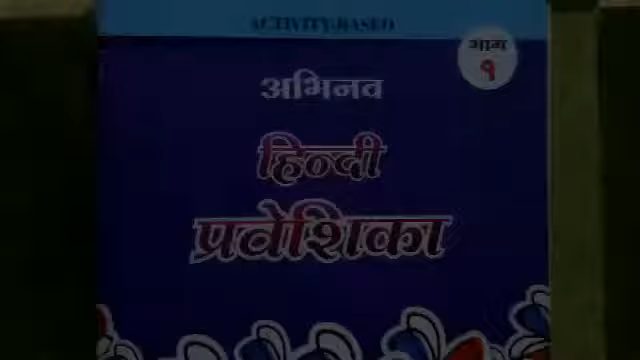 ACTIVITY-BASED
भाग
१
अभिनव
हिन्दी
प्रवेशिका